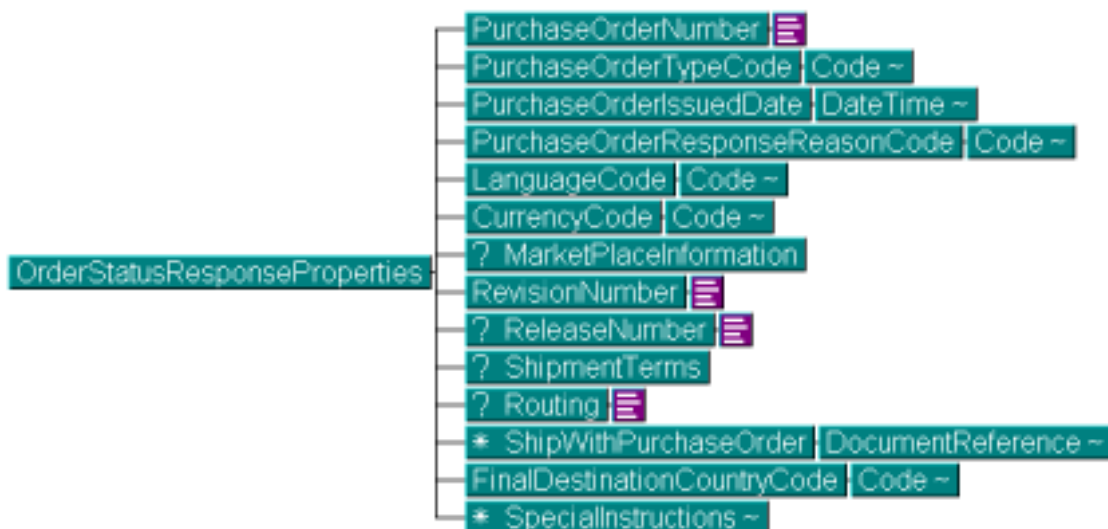 PurchaseOrderNumber
PurchaseOrderTypeCode Code ~
PurchaseOrderIssuedDate DateTime ~
PurchaseOrderResponseReasonCode Code ~
LanguageCode Code ~
CurrencyCode Code ~
? MarketPlaceInformation
OrderStatusResponseProperties
RevisionNumber
? ReleaseNumber
? ShipmentTerms
? Routing
* ShipWithPurchaseOrder DocumentReference ~
FinalDestinationCountryCode Code ~
* SpecialInstructions ~